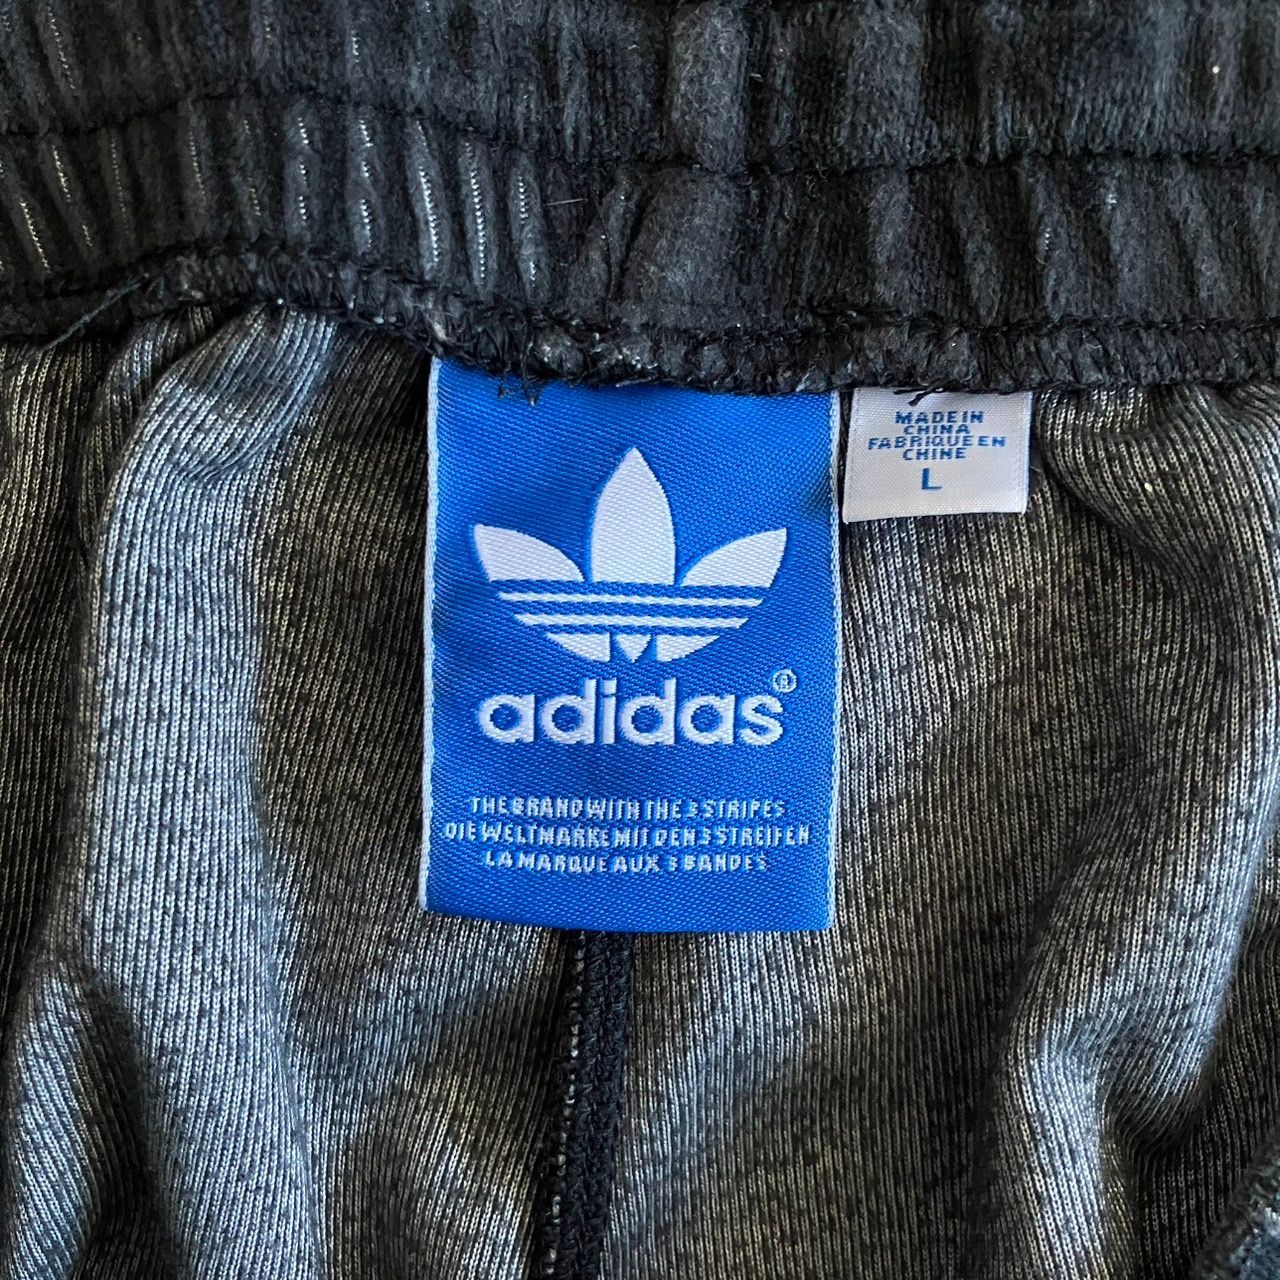 adidas®
THE BRAND WITH THE 3 STRIPES
DIE WELTMARKE MIT DEN 3 STREIFEN
LA MARQUE AUX 3 BANDES
MADE IN
CHINA
FABRIQUE EN
CHINE
L